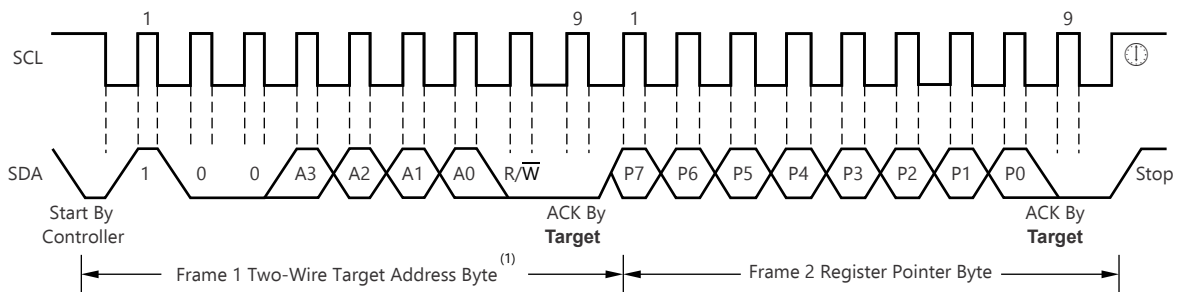 1 9 1 9
SCL
SDA 1 0 0 A3 A2 A1 A0 R/W̅ P7 P6 P5 P4 P3 P2 P1 P0 Stop
Start By
Controller
ACK By
Target
ACK By
Target
Frame 1 Two-Wire Target Address Byte (1)
Frame 2 Register Pointer Byte